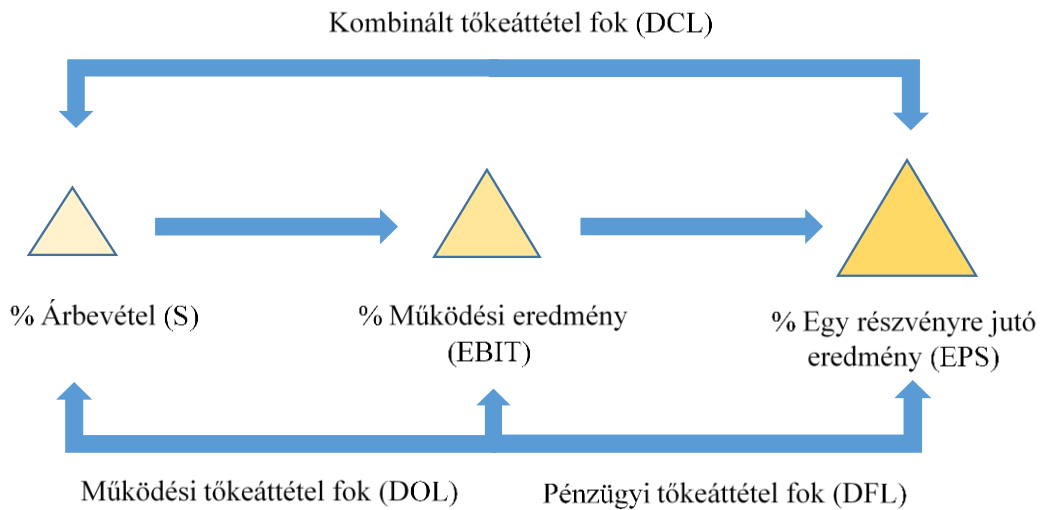 Kombinált tőkeáttétel fok (DCL)
% Árbevétel (S)
% Működési eredmény
(EBIT)
% Egy részvényre jutó
eredmény (EPS)
Működési tőkeáttétel fok (DOL)
Pénzügyi tőkeáttétel fok (DFL)